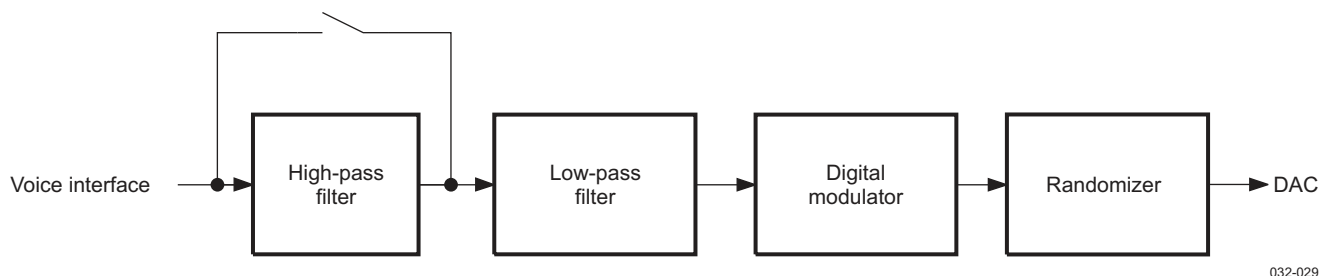 Voice interface
High-pass
filter
Low-pass
filter
Digital
modulator
Randomizer
DAC
032-029